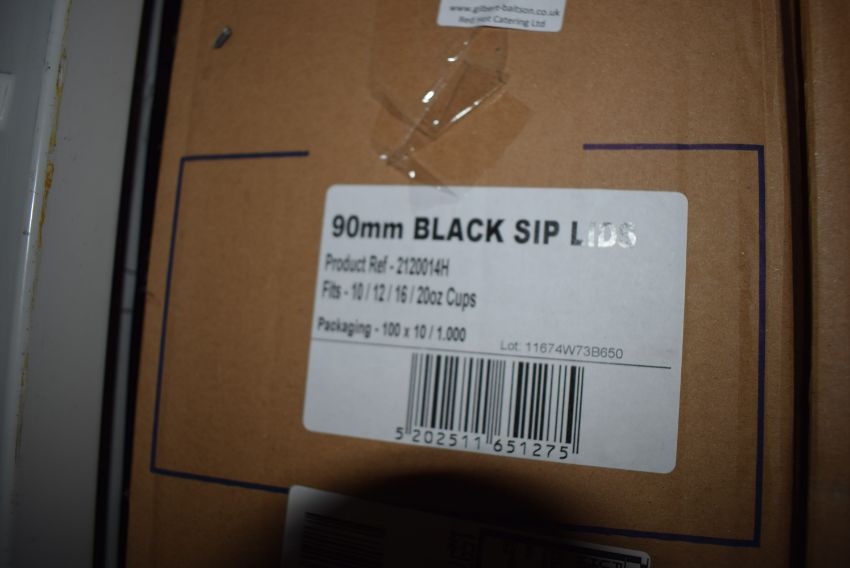 www.gilbert-baitson.co.uk
Red Hot Catering Ltd
90mm BLACK SIP LIDS
Product Ref - 2120014H
Fits - 10 / 12 / 16 / 20oz Cups
Packaging - 100 x 10 / 1.000
Lot: 11674W73B650
5 202511 651275